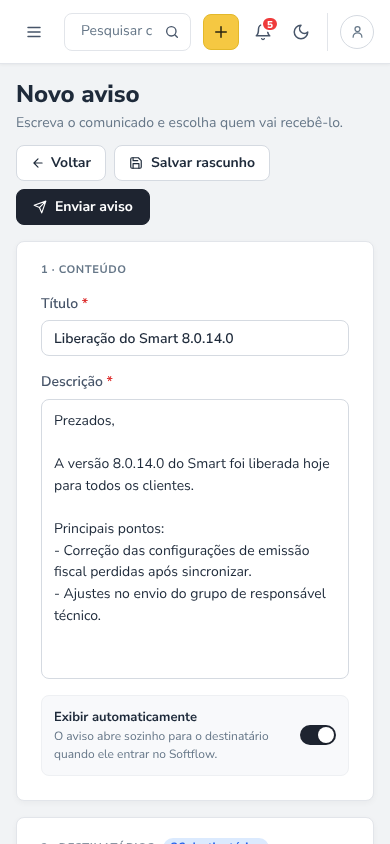 Pesquisar c
5
Novo aviso
Escreva o comunicado e escolha quem vai recebê-lo.
Voltar
Salvar rascunho
Enviar aviso
1 · CONTEÚDO
Título *
Liberação do Smart 8.0.14.0
Descrição *
Prezados,
A versão 8.0.14.0 do Smart foi liberada hoje
para todos os clientes.
Principais pontos:
- Correção das configurações de emissão
fiscal perdidas após sincronizar.
- Ajustes no envio do grupo de responsável
técnico.
Exibir automaticamente
O aviso abre sozinho para o destinatário
quando ele entrar no Softflow.